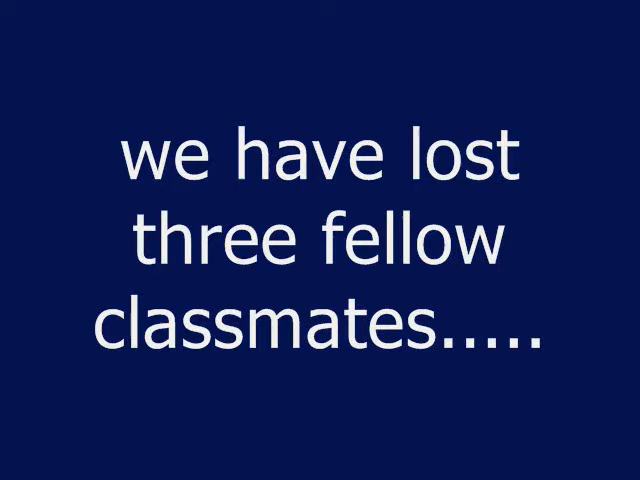 we have lost
three fellow
classmates.....